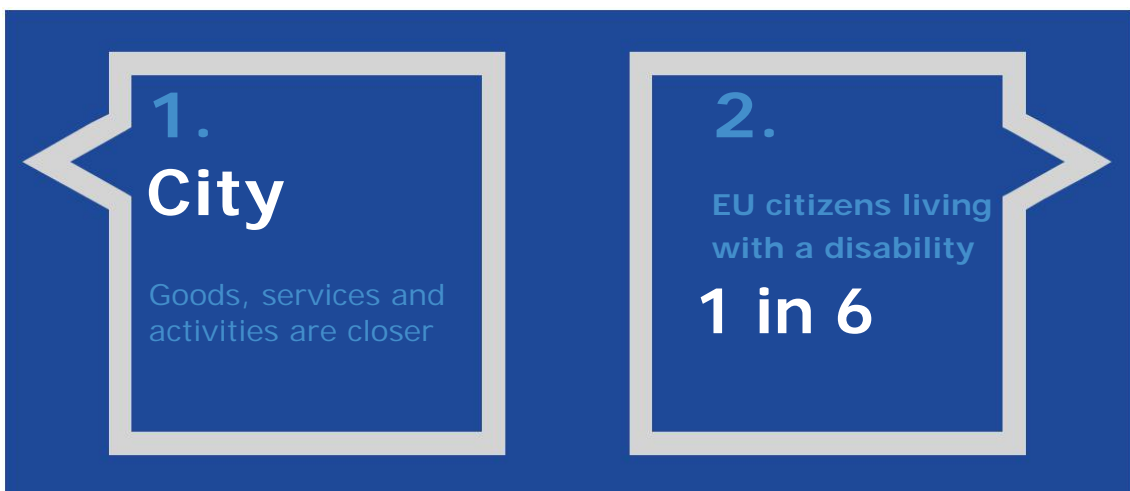 1.
City
Goods, services and
activities are closer
2.
EU citizens living
with a disability
1 in 6